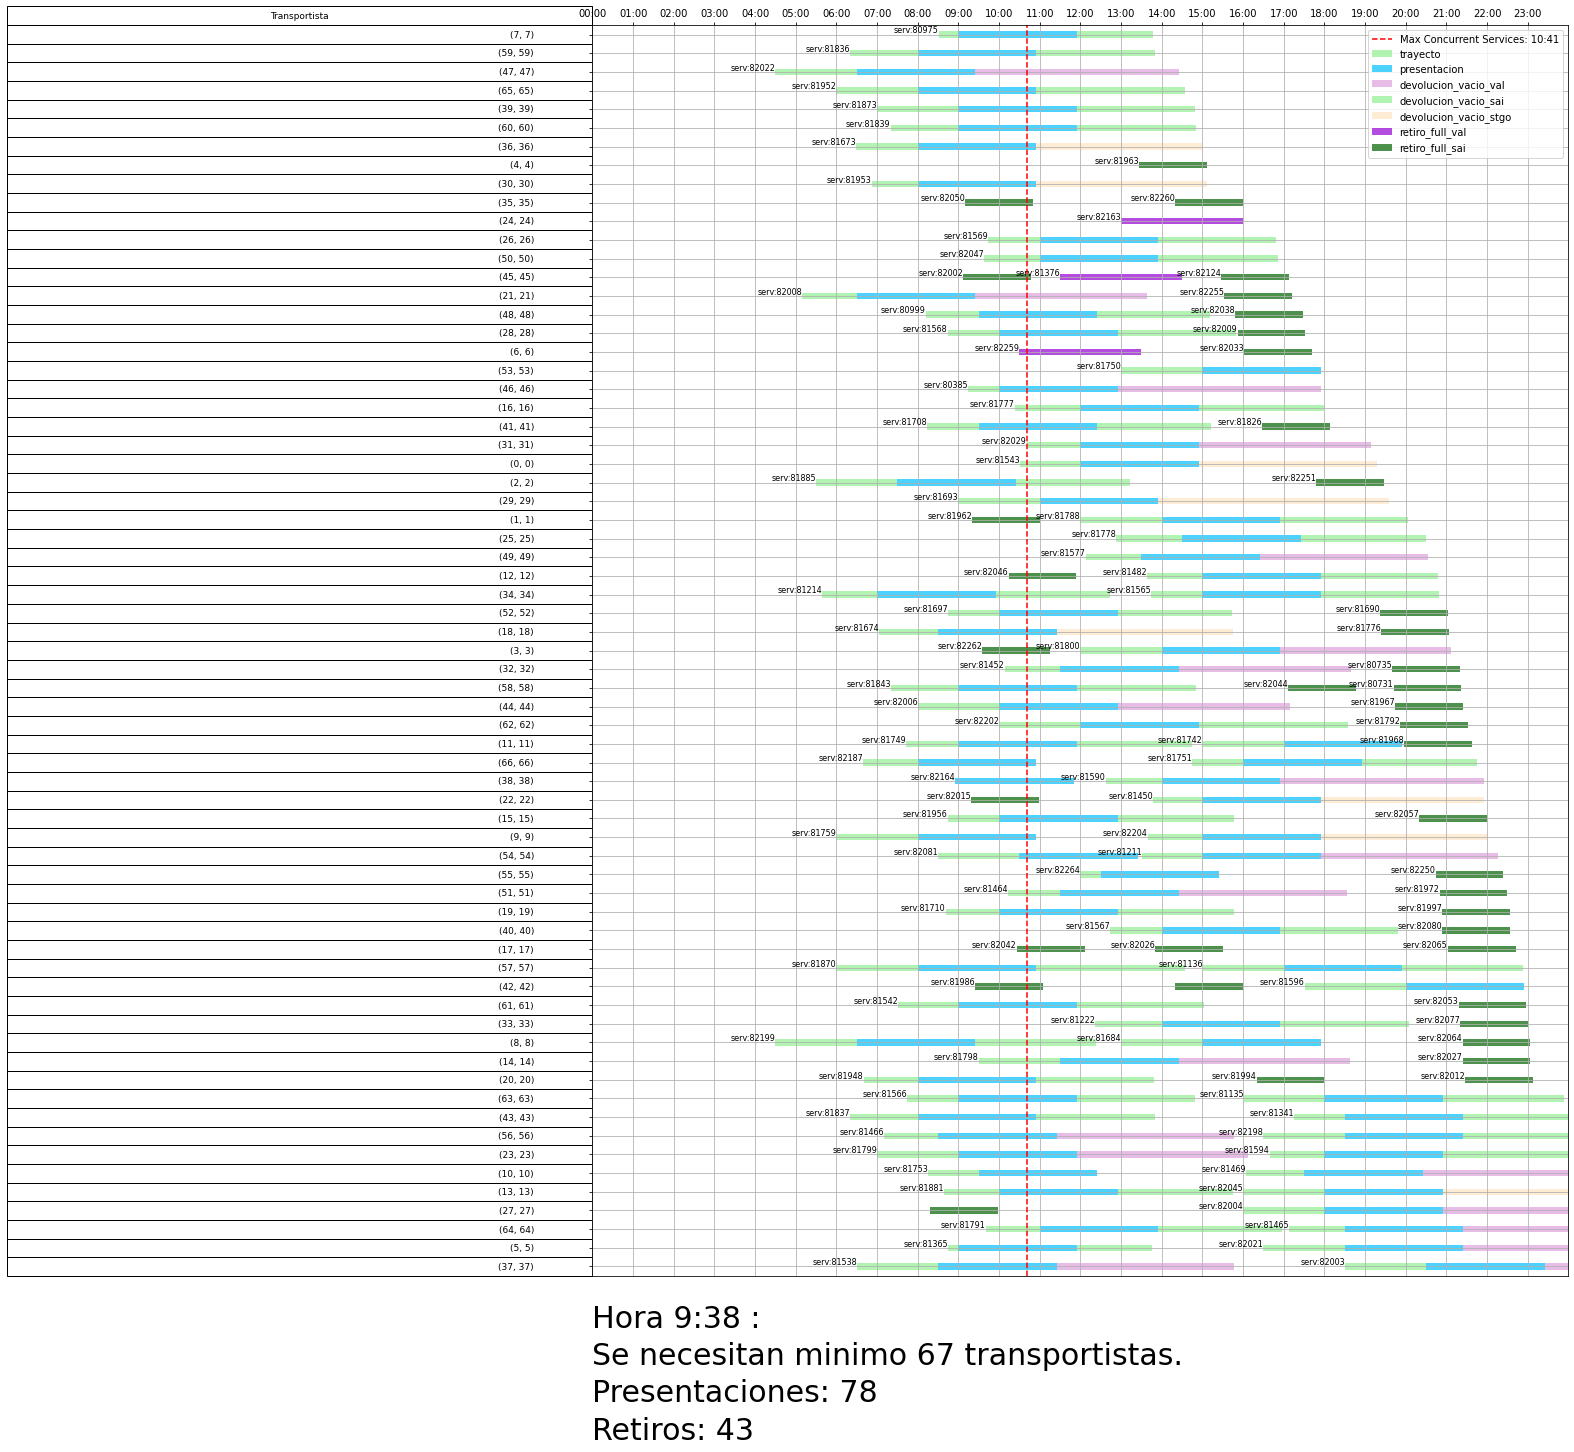 Transportista 00:00 01:00 02:00 03:00 04:00 05:00 06:00 07:00 08:00 09:00 10:00 11:00 12:00 13:00 14:00 15:00 16:00 17:00 18:00 19:00 20:00 21:00 22:00 23:00
Max Concurrent Services: 10:41
trayecto
presentacion
devolucion_vacio_val
devolucion_vacio_sai
devolucion_vacio_stgo
retiro_full_val
retiro_full_sai
(7, 7) serv:80975
(59, 59) serv:81836
(47, 47) serv:82022
(65, 65) serv:81952
(39, 39) serv:81873
(60, 60) serv:81839
(36, 36) serv:81673
(4, 4) serv:81963
(30, 30) serv:81953
(35, 35) serv:82050 serv:82260
(24, 24) serv:82163
(26, 26) serv:81569
(50, 50) serv:82047
(45, 45) serv:82002 serv:81376 serv:82124
(21, 21) serv:82008 serv:82255
(48, 48) serv:80999 serv:82038
(28, 28) serv:81568 serv:82009
(6, 6) serv:82259 serv:82033
(53, 53) serv:81750
(46, 46) serv:80385
(16, 16) serv:81777
(41, 41) serv:81708 serv:81826
(31, 31) serv:82029
(0, 0) serv:81543
(2, 2) serv:81885 serv:82251
(29, 29) serv:81693
(1, 1) serv:81962 serv:81788
(25, 25) serv:81778
(49, 49) serv:81577
(12, 12) serv:82046 serv:81482
(34, 34) serv:81214 serv:81565
(52, 52) serv:81697 serv:81690
(18, 18) serv:81674 serv:81776
(3, 3) serv:82262 serv:81800
(32, 32) serv:81452 serv:80735
(58, 58) serv:81843 serv:82044 serv:80731
(44, 44) serv:82006 serv:81967
(62, 62) serv:82202 serv:81792
(11, 11) serv:81749 serv:81742 serv:81968
(66, 66) serv:82187 serv:81751
(38, 38) serv:82164 serv:81590
(22, 22) serv:82015 serv:81450
(15, 15) serv:81956 serv:82057
(9, 9) serv:81759 serv:82204
(54, 54) serv:82081 serv:81211
(55, 55) serv:82264 serv:82250
(51, 51) serv:81464 serv:81972
(19, 19) serv:81710 serv:81997
(40, 40) serv:81567 serv:82080
(17, 17) serv:82042 serv:82026 serv:82065
(57, 57) serv:81870 serv:81136
(42, 42) serv:81986 serv:81596
(61, 61) serv:81542 serv:82053
(33, 33) serv:81222 serv:82077
(8, 8) serv:82199 serv:81684 serv:82064
(14, 14) serv:81798 serv:82027
(20, 20) serv:81948 serv:81994 serv:82012
(63, 63) serv:81566 serv:81135
(43, 43) serv:81837 serv:81341
(56, 56) serv:81466 serv:82198
(23, 23) serv:81799 serv:81594
(10, 10) serv:81753 serv:81469
(13, 13) serv:81881 serv:82045
(27, 27) serv:82004
(64, 64) serv:81791 serv:81465
(5, 5) serv:81365 serv:82021
(37, 37) serv:81538 serv:82003
Hora 9:38 :
Se necesitan minimo 67 transportistas.
Presentaciones: 78
Retiros: 43